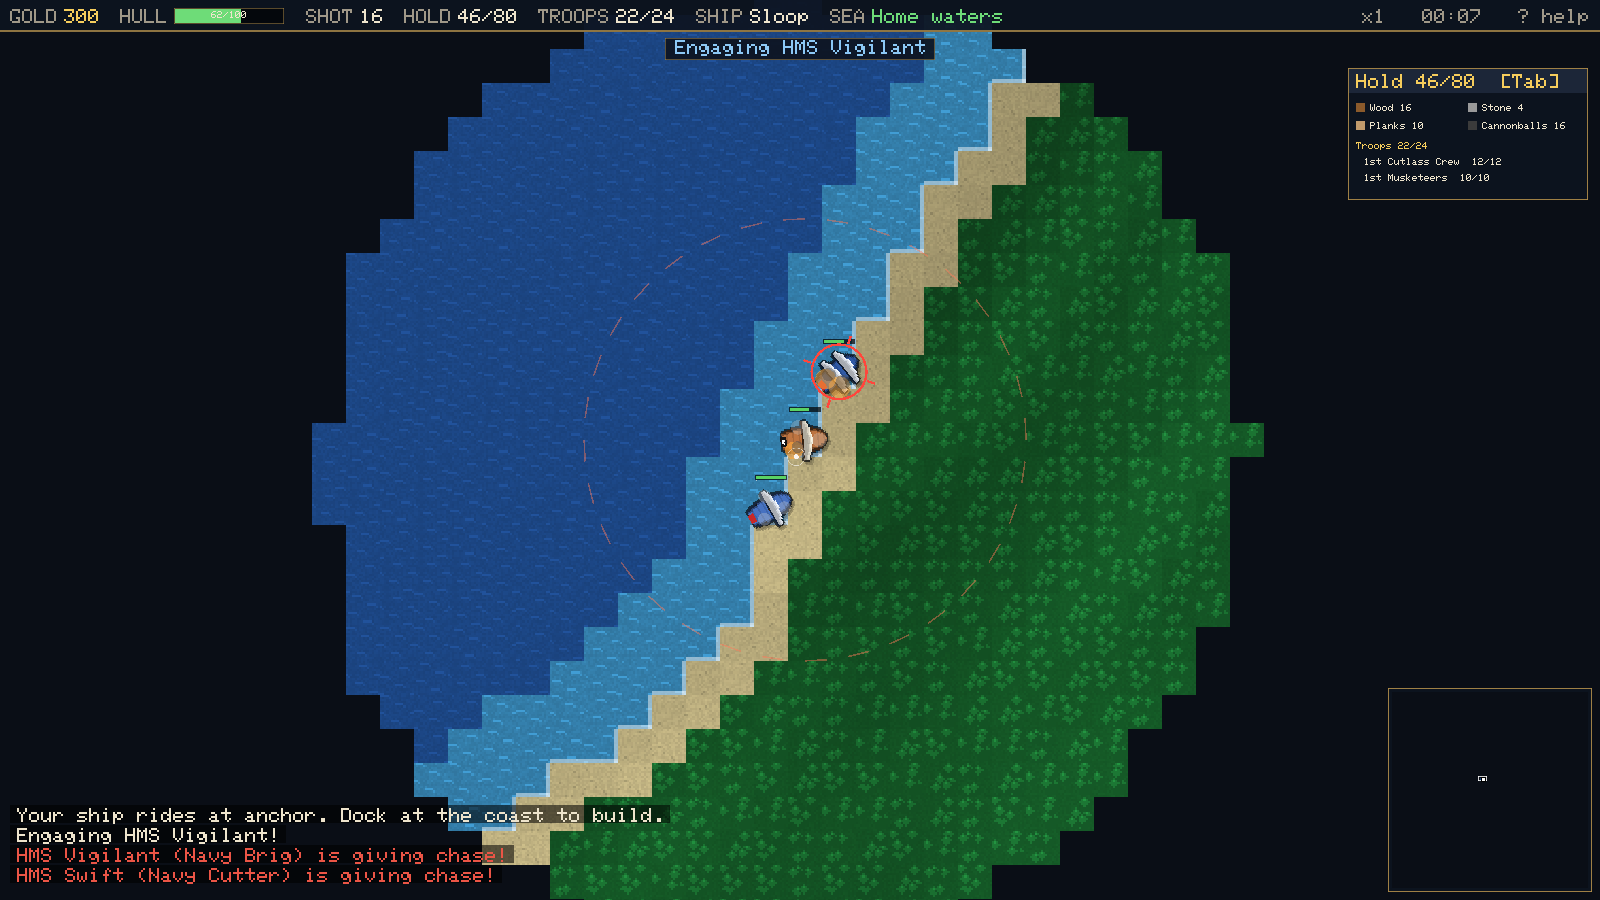 GOLD 300 HULL 62/100 SHOT 16 HOLD 46/80 TROOPS 22/24 SHIP Sloop SEA Home waters x1 00:07 ? help
Engaging HMS Vigilant
Hold 46/80 [Tab]
Wood 16 Stone 4
Planks 10 Cannonballs 16
Troops 22/24
1st Cutlass Crew 12/12
1st Musketeers 10/10
Your ship rides at anchor. Dock at the coast to build.
Engaging HMS Vigilant!
HMS Vigilant (Navy Brig) is giving chase!
HMS Swift (Navy Cutter) is giving chase!